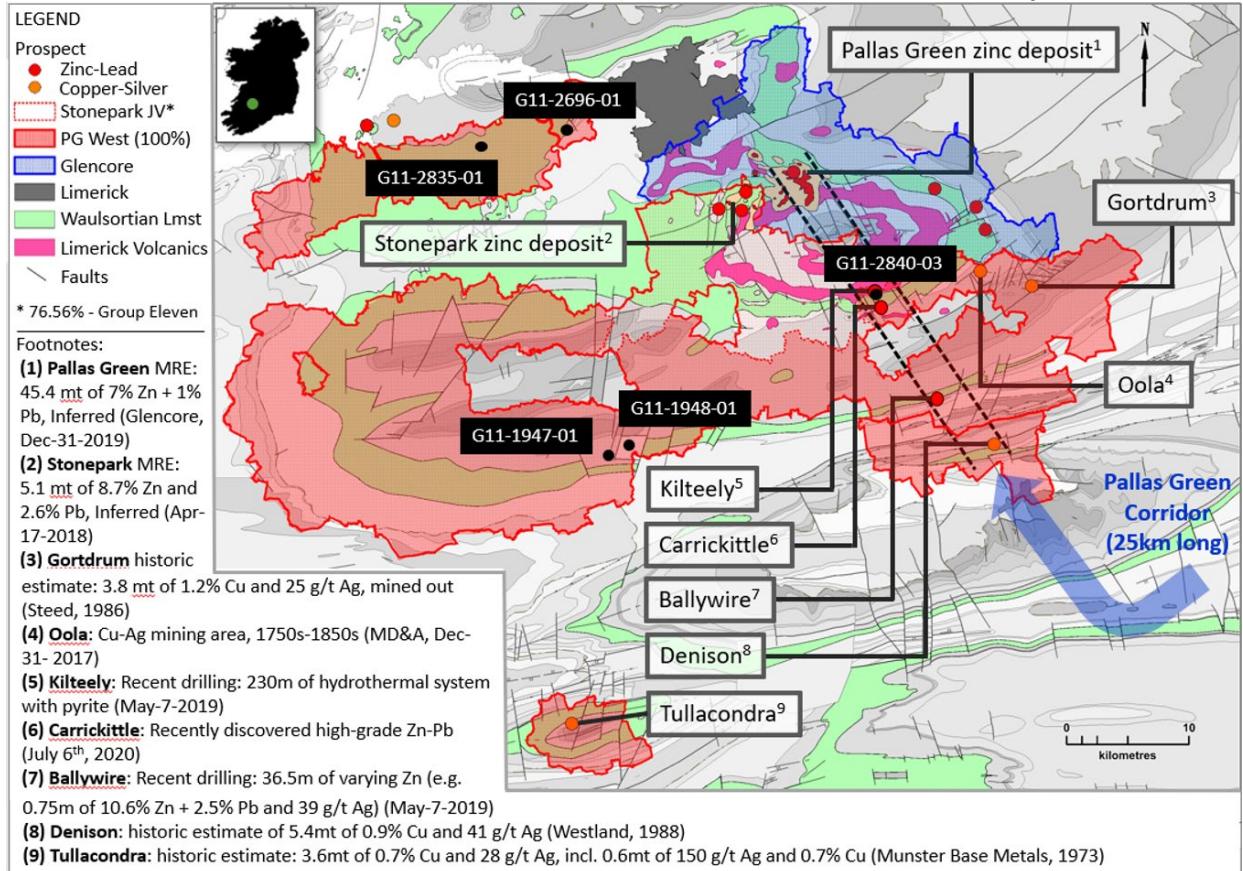 LEGEND
Prospect
Zinc-Lead
Copper-Silver
Stonepark JV*
PG West (100%)
Glencore
Limerick
Waulsortian Lmst
Limerick Volcanics
Faults
* 76.56% - Group Eleven
Footnotes:
(1) Pallas Green MRE:
45.4 mt of 7% Zn + 1%
Pb, Inferred (Glencore,
Dec-31-2019)
(2) Stonepark MRE:
5.1 mt of 8.7% Zn and
2.6% Pb, Inferred (Apr-
17-2018)
(3) Gortdrum historic
estimate: 3.8 mt of 1.2% Cu and 25 g/t Ag, mined out
(Steed, 1986)
(4) Oola: Cu-Ag mining area, 1750s-1850s (MD&A, Dec-
31- 2017)
(5) Kilteely: Recent drilling: 230m of hydrothermal system
with pyrite (May-7-2019)
(6) Carrickittle: Recently discovered high-grade Zn-Pb
(July 6th, 2020)
(7) Ballywire: Recent drilling: 36.5m of varying Zn (e.g.
0.75m of 10.6% Zn + 2.5% Pb and 39 g/t Ag) (May-7-2019)
(8) Denison: historic estimate of 5.4mt of 0.9% Cu and 41 g/t Ag (Westland, 1988)
(9) Tullacondra: historic estimate: 3.6mt of 0.7% Cu and 28 g/t Ag, incl. 0.6mt of 150 g/t Ag and 0.7% Cu (Munster Base Metals, 1973)
Pallas Green zinc deposit1
N
G11-2696-01
G11-2835-01
Gortdrum3
Stonepark zinc deposit2
G11-2840-03
Oola4
G11-1948-01
G11-1947-01
Kilteely5
Pallas Green
Corridor
(25km long)
Carrickittle6
Ballywire7
Denison8
Tullacondra9
0 10
kilometres